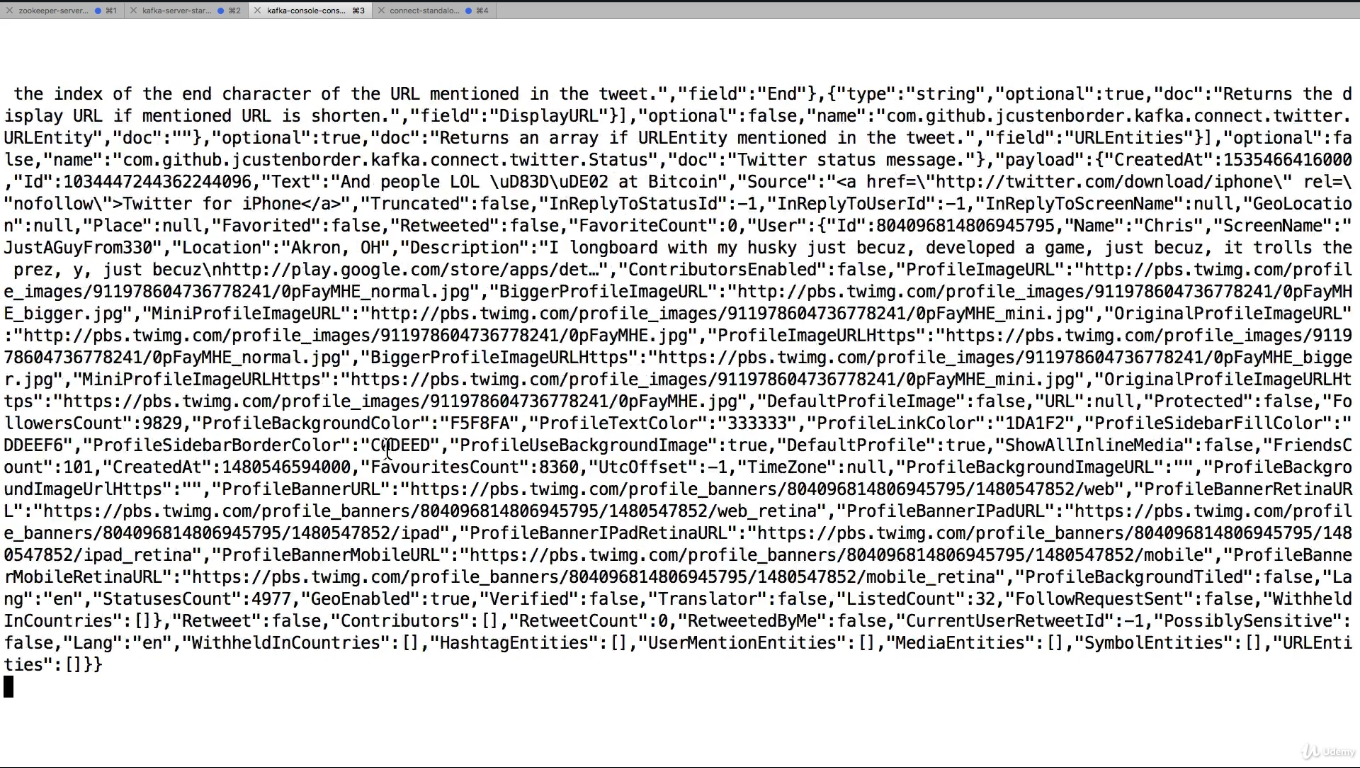 zookeeper-server... ⌘1 kafka-server-star... ⌘2 kafka-console-cons... ⌘3 connect-standalo... ⌘4
the index of the end character of the URL mentioned in the tweet.","field":"End"},{"type":"string","optional":true,"doc":"Returns the d
isplay URL if mentioned URL is shorten.","field":"DisplayURL"}],"optional":false,"name":"com.github.jcustenborder.kafka.connect.twitter.
URLEntity","doc":""},"optional":true,"doc":"Returns an array if URLEntity mentioned in the tweet.","field":"URLEntities"}],"optional":fa
lse,"name":"com.github.jcustenborder.kafka.connect.twitter.Status","doc":"Twitter status message."},"payload":{"CreatedAt":1535466416000
,"Id":1034447244362244096,"Text":"And people LOL \uD83D\uDE02 at Bitcoin","Source":"<a href=\"http://twitter.com/download/iphone\" rel=\
"nofollow\">Twitter for iPhone</a>","Truncated":false,"InReplyToStatusId":-1,"InReplyToUserId":-1,"InReplyToScreenName":null,"GeoLocatio
n":null,"Place":null,"Favorited":false,"Retweeted":false,"FavoriteCount":0,"User":{"Id":804096814806945795,"Name":"Chris","ScreenName":"
JustAGuyFrom330","Location":"Akron, OH","Description":"I longboard with my husky just becuz, developed a game, just becuz, it trolls the
prez, y, just becuz\nhttp://play.google.com/store/apps/det…","ContributorsEnabled":false,"ProfileImageURL":"http://pbs.twimg.com/profil
e_images/911978604736778241/0pFayMHE_normal.jpg","BiggerProfileImageURL":"http://pbs.twimg.com/profile_images/911978604736778241/0pFayMH
E_bigger.jpg","MiniProfileImageURL":"http://pbs.twimg.com/profile_images/911978604736778241/0pFayMHE_mini.jpg","OriginalProfileImageURL"
:"http://pbs.twimg.com/profile_images/911978604736778241/0pFayMHE.jpg","ProfileImageURLHttps":"https://pbs.twimg.com/profile_images/9119
78604736778241/0pFayMHE_normal.jpg","BiggerProfileImageURLHttps":"https://pbs.twimg.com/profile_images/911978604736778241/0pFayMHE_bigge
r.jpg","MiniProfileImageURLHttps":"https://pbs.twimg.com/profile_images/911978604736778241/0pFayMHE_mini.jpg","OriginalProfileImageURLHt
tps":"https://pbs.twimg.com/profile_images/911978604736778241/0pFayMHE.jpg","DefaultProfileImage":false,"URL":null,"Protected":false,"Fo
llowersCount":9829,"ProfileBackgroundColor":"F5F8FA","ProfileTextColor":"333333","ProfileLinkColor":"1DA1F2","ProfileSidebarFillColor":"
DDEEF6","ProfileSidebarBorderColor":"C0DEED","ProfileUseBackgroundImage":true,"DefaultProfile":true,"ShowAllInlineMedia":false,"FriendsC
ount":101,"CreatedAt":1480546594000,"FavouritesCount":8360,"UtcOffset":-1,"TimeZone":null,"ProfileBackgroundImageURL":"","ProfileBackgro
undImageUrlHttps":"","ProfileBannerURL":"https://pbs.twimg.com/profile_banners/804096814806945795/1480547852/web","ProfileBannerRetinaUR
L":"https://pbs.twimg.com/profile_banners/804096814806945795/1480547852/web_retina","ProfileBannerIPadURL":"https://pbs.twimg.com/profil
e_banners/804096814806945795/1480547852/ipad","ProfileBannerIPadRetinaURL":"https://pbs.twimg.com/profile_banners/804096814806945795/148
0547852/ipad_retina","ProfileBannerMobileURL":"https://pbs.twimg.com/profile_banners/804096814806945795/1480547852/mobile","ProfileBanne
rMobileRetinaURL":"https://pbs.twimg.com/profile_banners/804096814806945795/1480547852/mobile_retina","ProfileBackgroundTiled":false,"La
ng":"en","StatusesCount":4977,"GeoEnabled":true,"Verified":false,"Translator":false,"ListedCount":32,"FollowRequestSent":false,"Withheld
InCountries":[]},"Retweet":false,"Contributors":[],"RetweetCount":0,"RetweetedByMe":false,"CurrentUserRetweetId":-1,"PossiblySensitive":
false,"Lang":"en","WithheldInCountries":[],"HashtagEntities":[],"UserMentionEntities":[],"MediaEntities":[],"SymbolEntities":[],"URLEnti
ties":[]}}
Udemy